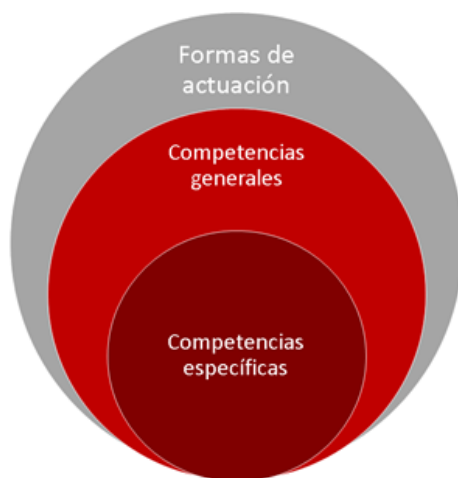 Formas de
actuación
Competencias
generales
Competencias
específicas